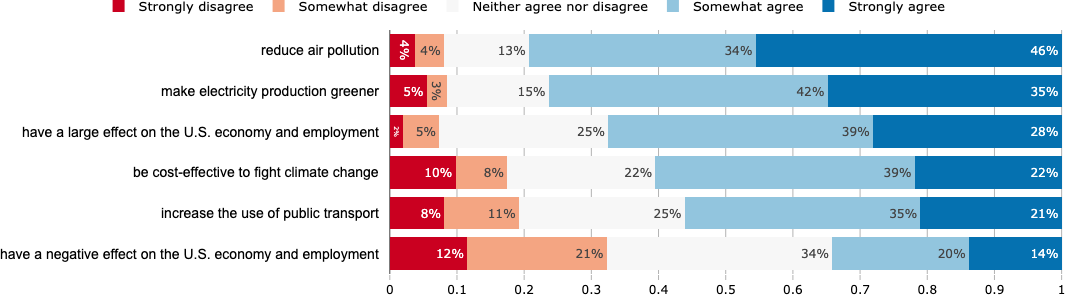 Strongly disagree Somewhat disagree Neither agree nor disagree Somewhat agree Strongly agree
reduce air pollution 4% 4% 13% 34% 46%
make electricity production greener 5% 3% 15% 42% 35%
have a large effect on the U.S. economy and employment 2% 5% 25% 39% 28%
be cost-effective to fight climate change 10% 8% 22% 39% 22%
increase the use of public transport 8% 11% 25% 35% 21%
have a negative effect on the U.S. economy and employment 12% 21% 34% 20% 14%
0 0.1 0.2 0.3 0.4 0.5 0.6 0.7 0.8 0.9 1